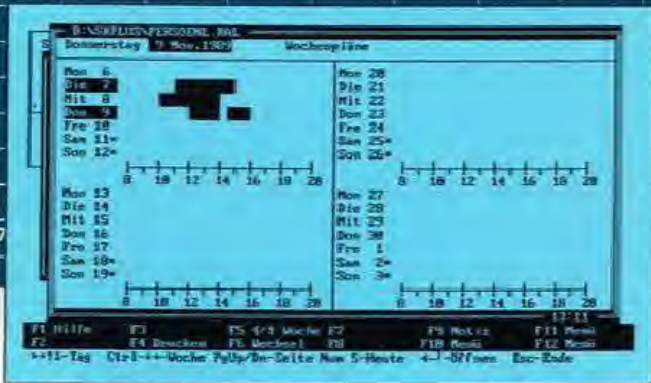 D:\SKPLUS\PERSOENL.KAL
Donnerstag 9 Nov.1989 Wochenpläne
Mon 6
Die 7
Mit 8
Don 9
Fre 10
Sam 11*
Son 12*
8 10 12 14 16 18 20
Mon 13
Die 14
Mit 15
Don 16
Fre 17
Sam 18*
Son 19*
8 10 12 14 16 18 20
Mon 20
Die 21
Mit 22
Don 23
Fre 24
Sam 25*
Son 26*
8 10 12 14 16 18 20
Mon 27
Die 28
Mit 29
Don 30
Fre 1
Sam 2*
Son 3*
8 10 12 14 16 18 20
13:11
F1 Hilfe F3 F5 4/8 Woche F7 F9 Notiz F11 Menü
F2 F4 Drucken F6 Wechsel F8 F10 Menü F12 Menü
Tag Ctrl Woche PgUp/Dn-Seite Num 5-Heute Öffnen Esc-Ende